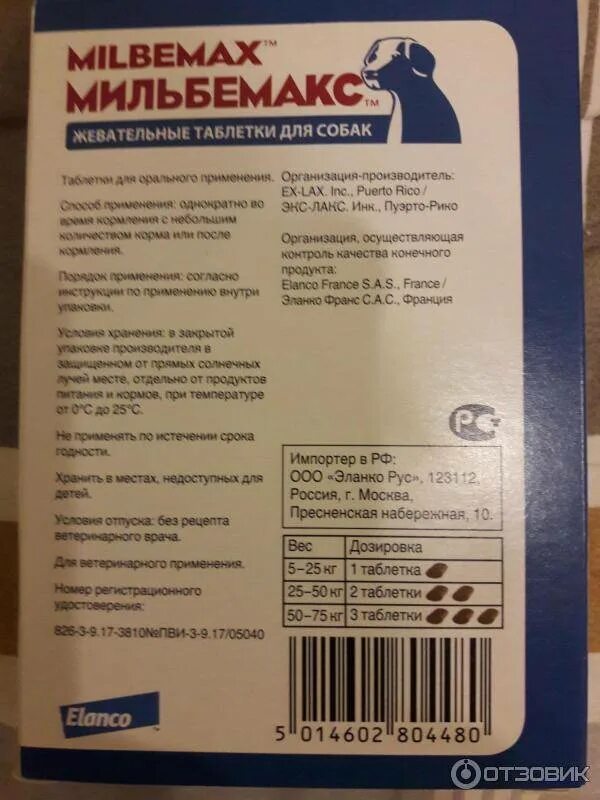 MILBEMAX™
МИЛЬБЕМАКС™
ЖЕВАТЕЛЬНЫЕ ТАБЛЕТКИ ДЛЯ СОБАК
Таблетки для орального применения.
Способ применения: однократно во
время кормления с небольшим
количеством корма или после
кормления.
Порядок применения: согласно
инструкции по применению внутри
упаковки.
Условия хранения: в закрытой
упаковке производителя в
защищенном от прямых солнечных
лучей месте, отдельно от продуктов
питания и кормов, при температуре
от 0°C до 25°C.
Не применять по истечении срока
годности.
Хранить в местах, недоступных для
детей.
Условия отпуска: без рецепта
ветеринарного врача.
Для ветеринарного применения.
Номер регистрационного
удостоверения:
826-3-9.17-3810№ПВИ-3-9.17/05040
Elanco™
Организация-производитель:
EX-LAX. Inc., Puerto Rico /
ЭКС-ЛАКС. Инк., Пуэрто-Рико
Организация, осуществляющая
контроль качества конечного
продукта:
Elanco France S.A.S., France /
Эланко Франс С.А.С., Франция
РС
Импортер в РФ:
ООО «Эланко Рус», 123112,
Россия, г. Москва,
Пресненская набережная, 10.
Вес Дозировка
5–25 кг 1 таблетка
25–50 кг 2 таблетки
50–75 кг 3 таблетки
5 014602 804480
ОТЗОВИК